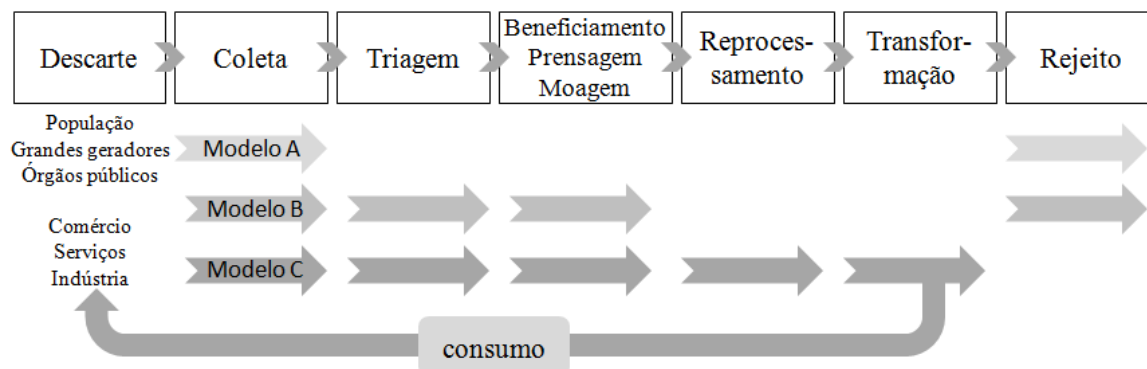 Descarte
Coleta
Triagem
Beneficiamento
Prensagem
Moagem
Reproces-
samento
Transfor-
mação
Rejeito
População
Grandes geradores
Órgãos públicos
Modelo A
Modelo B
Comércio
Serviços
Indústria
Modelo C
consumo